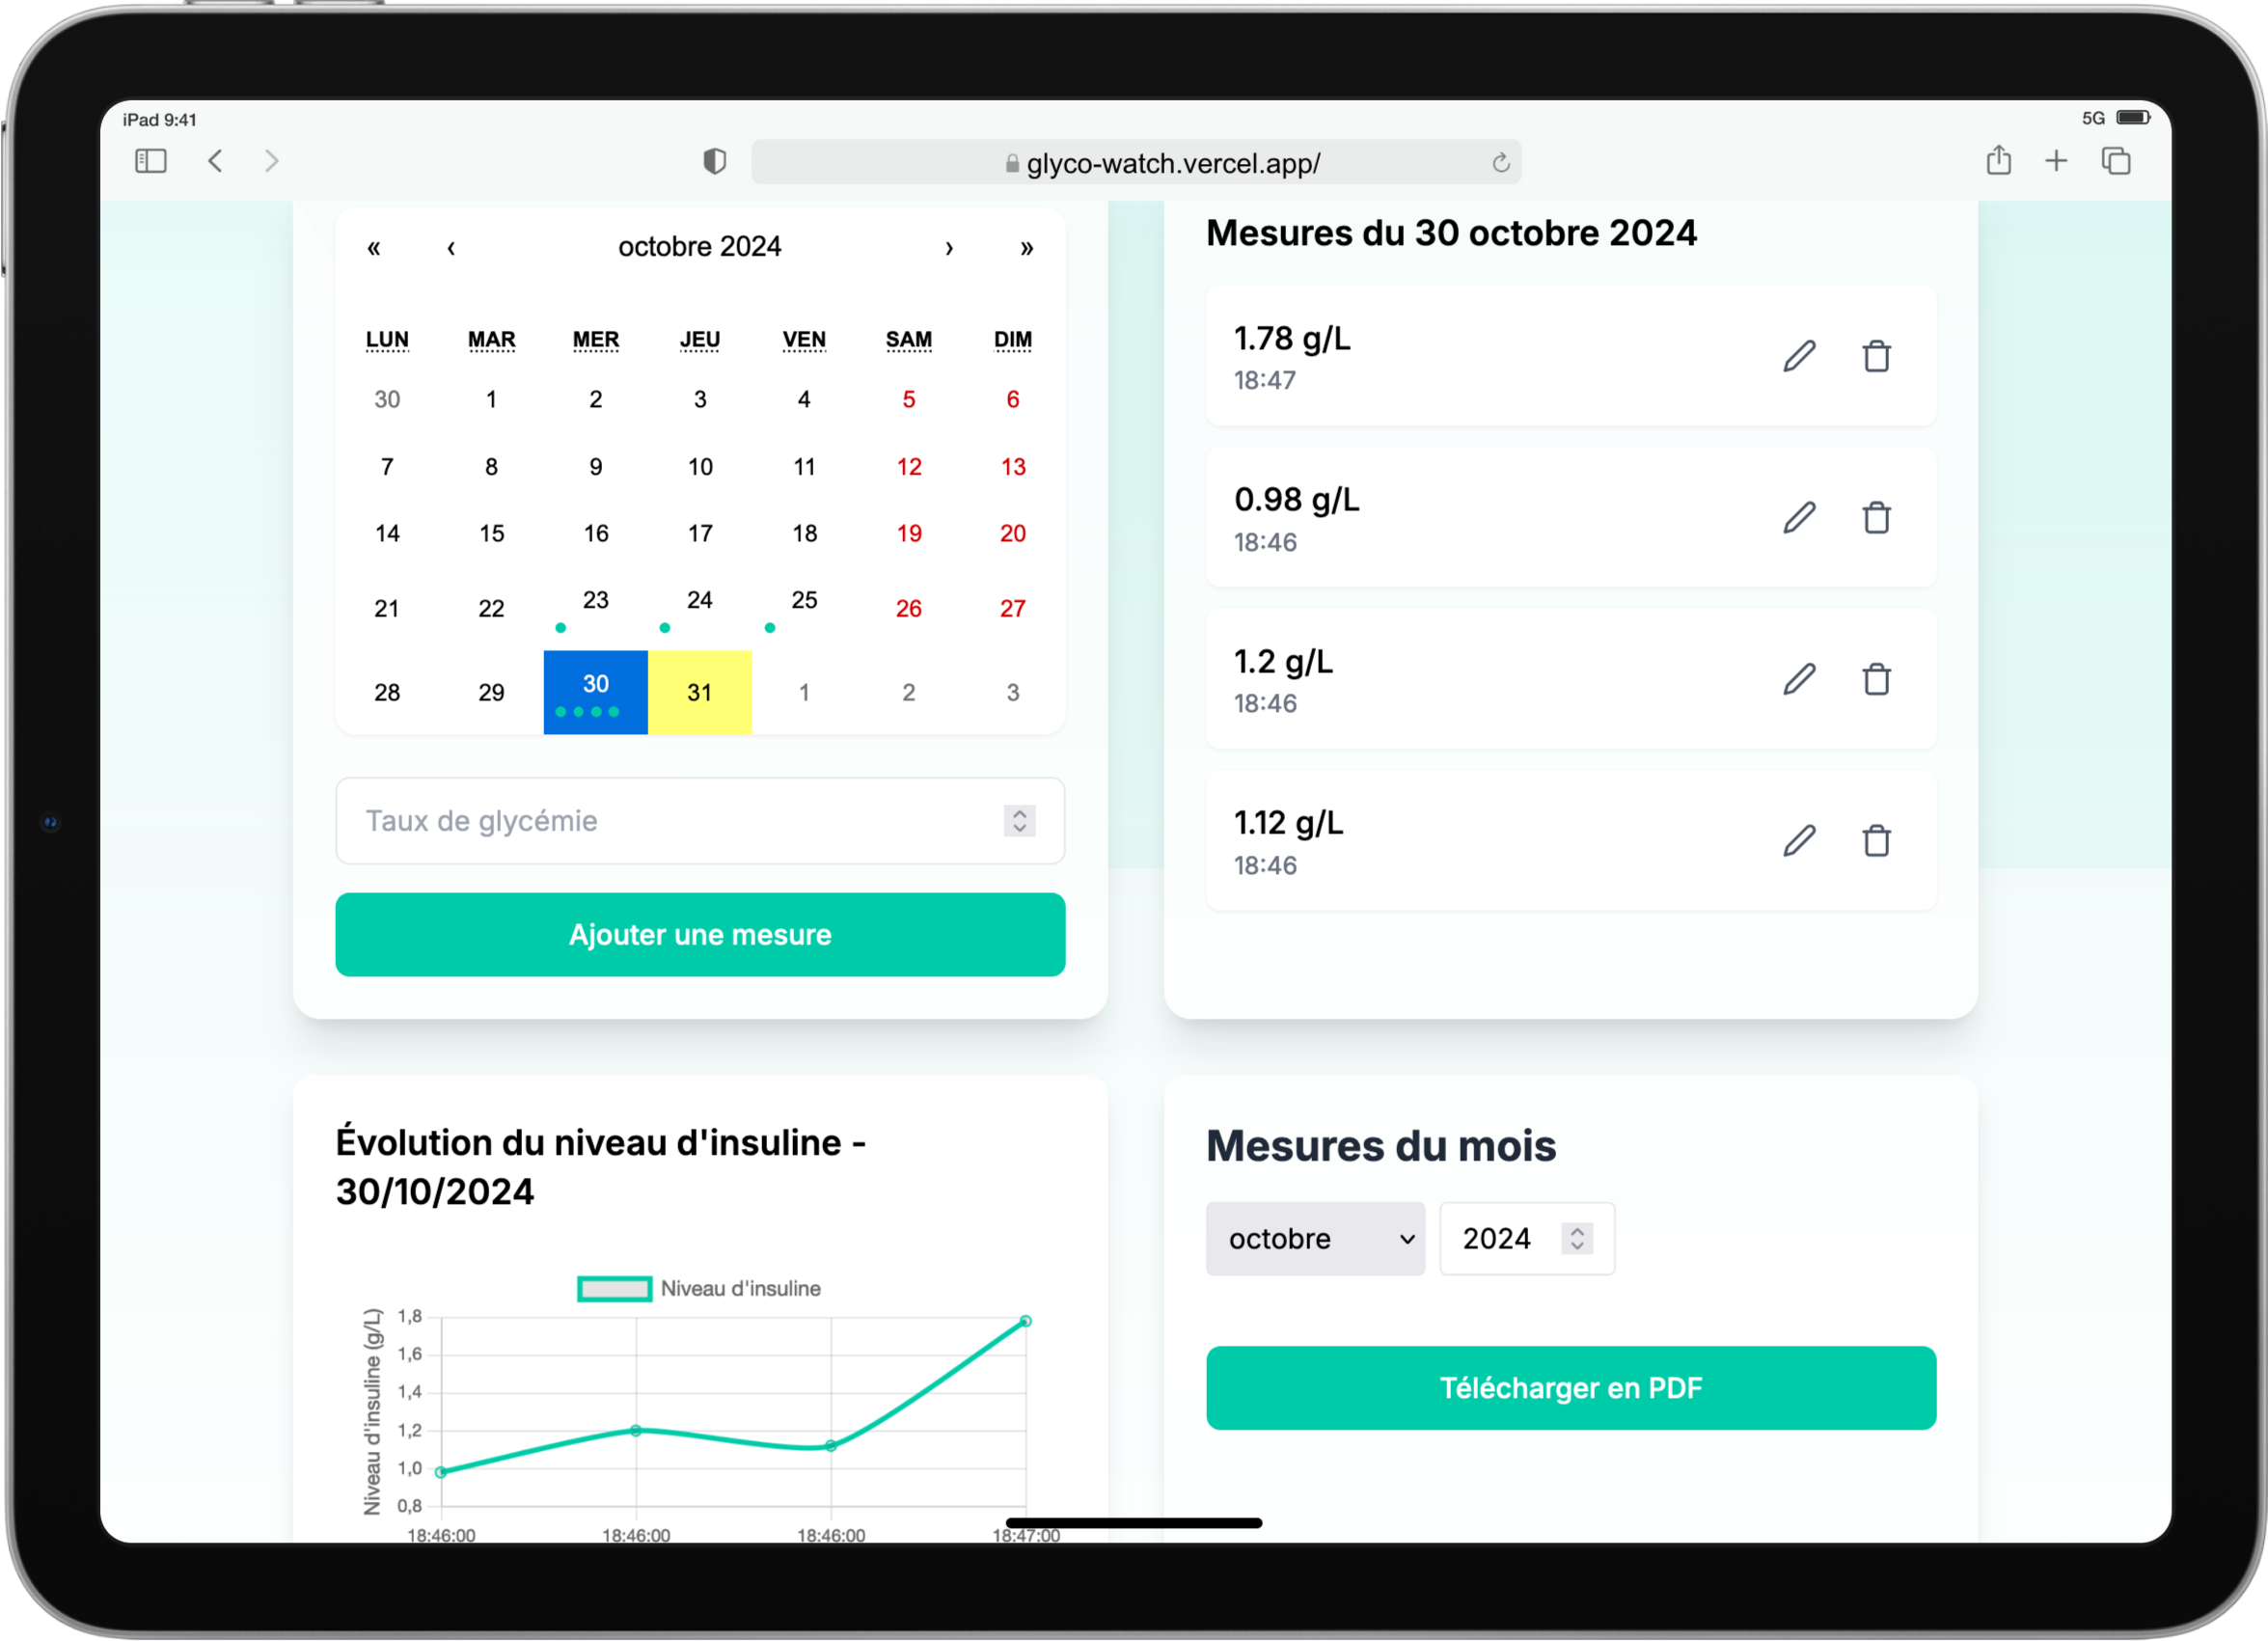 iPad 9:41
5G
glyco-watch.vercel.app/
« ‹ octobre 2024 › »
LUN MAR MER JEU VEN SAM DIM
30 1 2 3 4 5 6
7 8 9 10 11 12 13
14 15 16 17 18 19 20
21 22 23 24 25 26 27
28 29 30 31 1 2 3
Taux de glycémie
Ajouter une mesure
Mesures du 30 octobre 2024
1.78 g/L
18:47
0.98 g/L
18:46
1.2 g/L
18:46
1.12 g/L
18:46
Évolution du niveau d'insuline -
30/10/2024
Niveau d'insuline
Niveau d'insuline (g/L)
1,8
1,6
1,4
1,2
1,0
0,8
18:46:00 18:46:00 18:46:00 18:47:00
Mesures du mois
octobre 2024
Télécharger en PDF